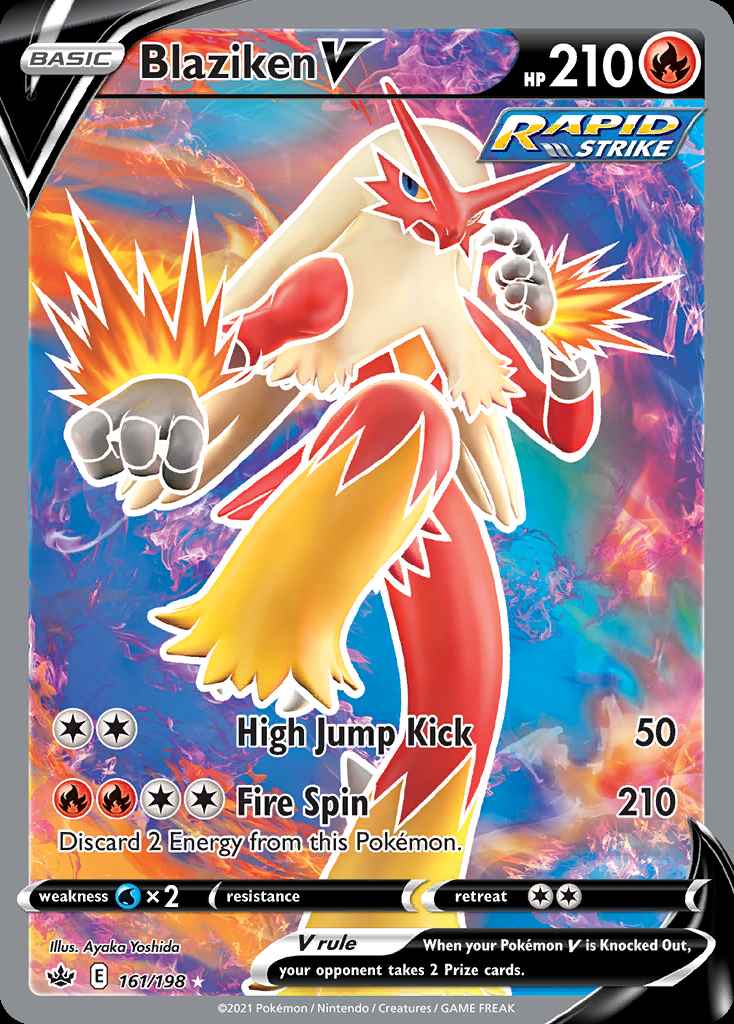 BASIC
Blaziken V
HP 210
RAPID
STRIKE
High Jump Kick 50
Fire Spin 210
Discard 2 Energy from this Pokémon.
weakness ×2 resistance retreat
Illus. Ayaka Yoshida
V rule When your Pokémon V is Knocked Out,
your opponent takes 2 Prize cards.
E 161/198 ★
©2021 Pokémon / Nintendo / Creatures / GAME FREAK